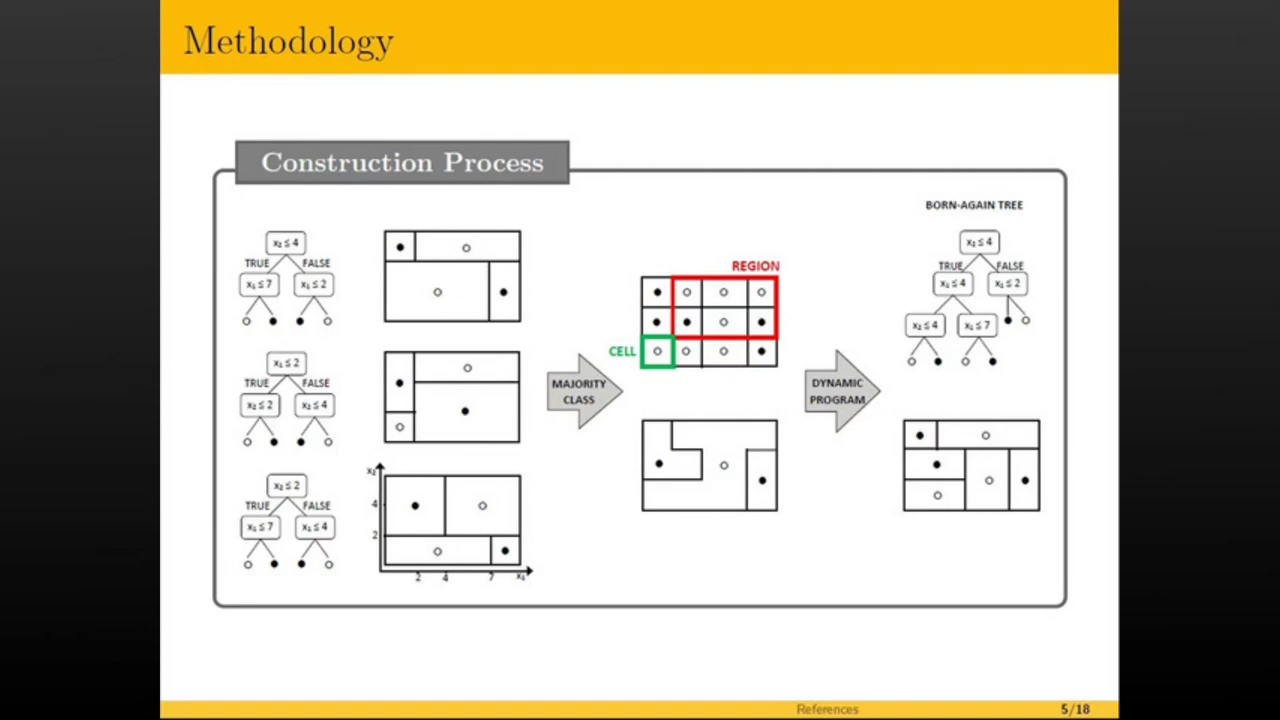 Methodology
Construction Process
x₂ ≤ 4
TRUE FALSE
x₁ ≤ 7 x₁ ≤ 2
x₁ ≤ 2
TRUE FALSE
x₂ ≤ 2 x₂ ≤ 4
x₂ ≤ 2
TRUE FALSE
x₁ ≤ 7 x₁ ≤ 4
x₂
4
2
2 4 7 x₁
MAJORITY
CLASS
REGION
CELL
DYNAMIC
PROGRAM
BORN-AGAIN TREE
x₂ ≤ 4
TRUE FALSE
x₁ ≤ 4 x₁ ≤ 2
x₂ ≤ 4 x₁ ≤ 7
References 5/18